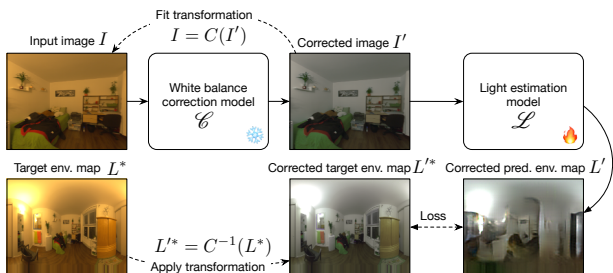 Fit transformation
Input image I
I = C(I′)
Corrected image I′
White balance
correction model
𝒞
Light estimation
model
ℒ
Target env. map L*
Corrected target env. map L′*
Corrected pred. env. map L′
L′* = C⁻¹(L*)
Apply transformation
Loss